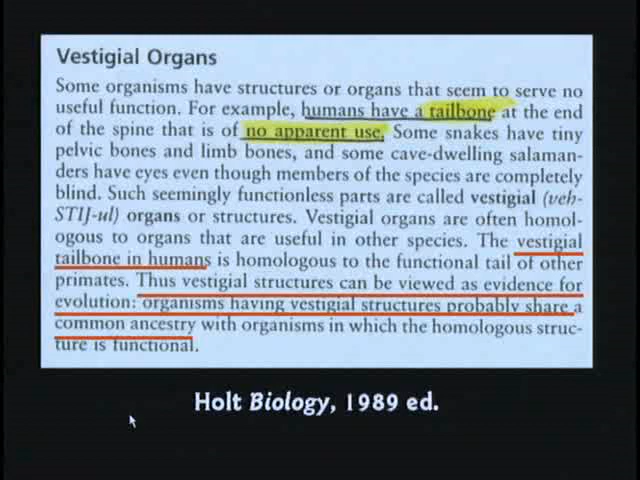 Vestigial Organs
Some organisms have structures or organs that seem to serve no
useful function. For example, humans have a tailbone at the end
of the spine that is of no apparent use. Some snakes have tiny
pelvic bones and limb bones, and some cave-dwelling salaman-
ders have eyes even though members of the species are completely
blind. Such seemingly functionless parts are called vestigial (veh-
STIJ-ul) organs or structures. Vestigial organs are often homol-
ogous to organs that are useful in other species. The vestigial
tailbone in humans is homologous to the functional tail of other
primates. Thus vestigial structures can be viewed as evidence for
evolution: organisms having vestigial structures probably share a
common ancestry with organisms in which the homologous struc-
ture is functional.
Holt Biology, 1989 ed.